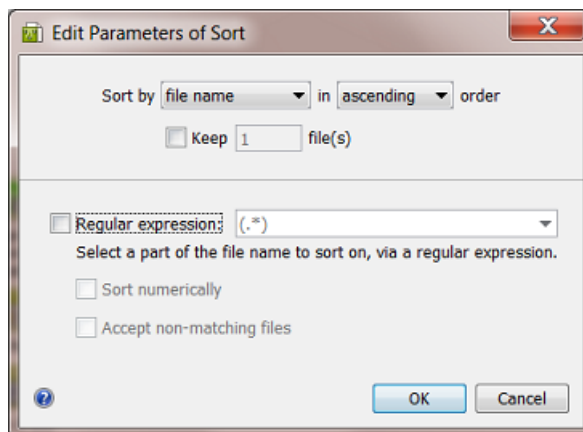 Edit Parameters of Sort
Sort by file name in ascending order
Keep 1 file(s)
Regular expression: (.*)
Select a part of the file name to sort on, via a regular expression.
Sort numerically
Accept non-matching files
OK Cancel